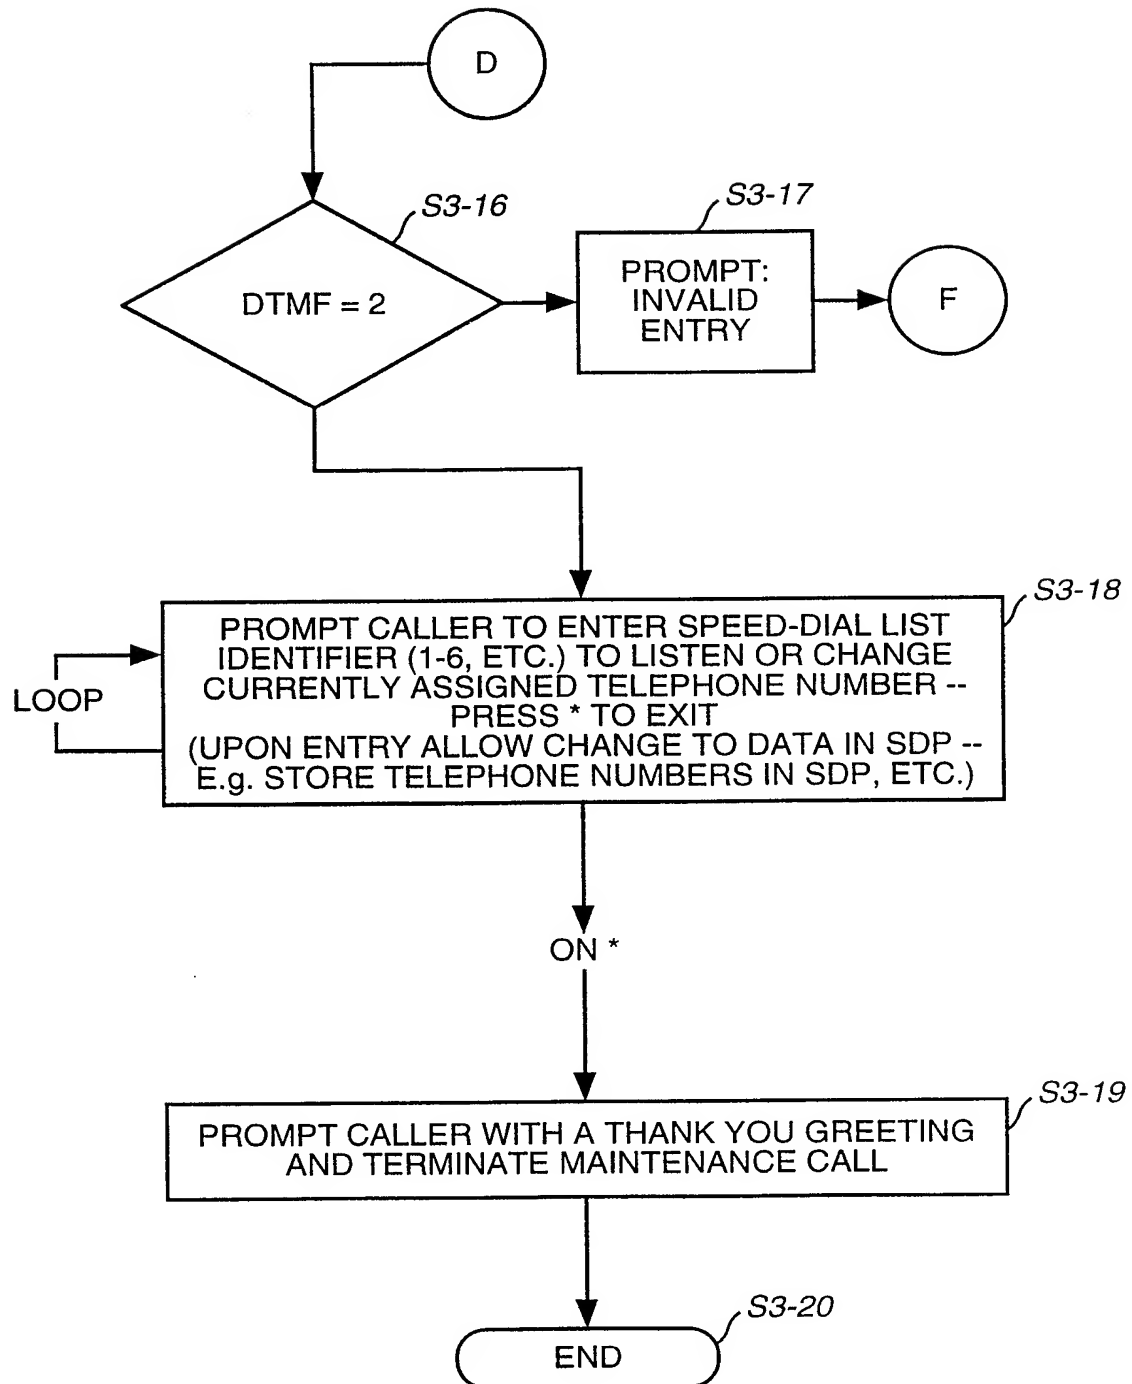 D
S3-16
DTMF = 2
S3-17
PROMPT:
INVALID
ENTRY
F
S3-18
PROMPT CALLER TO ENTER SPEED-DIAL LIST
IDENTIFIER (1-6, ETC.) TO LISTEN OR CHANGE
CURRENTLY ASSIGNED TELEPHONE NUMBER --
PRESS * TO EXIT
(UPON ENTRY ALLOW CHANGE TO DATA IN SDP --
E.g. STORE TELEPHONE NUMBERS IN SDP, ETC.)
LOOP
ON *
S3-19
PROMPT CALLER WITH A THANK YOU GREETING
AND TERMINATE MAINTENANCE CALL
S3-20
END